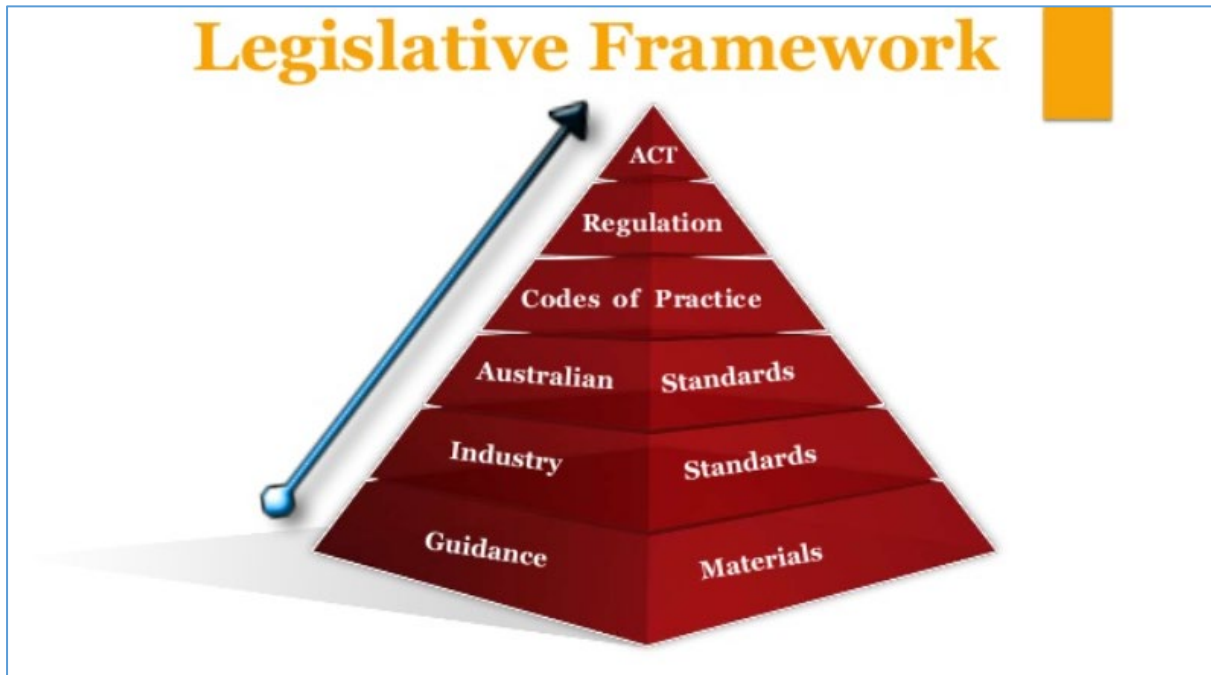 Legislative Framework
ACT
Regulation
Codes of Practice
Australian Standards
Industry Standards
Guidance Materials